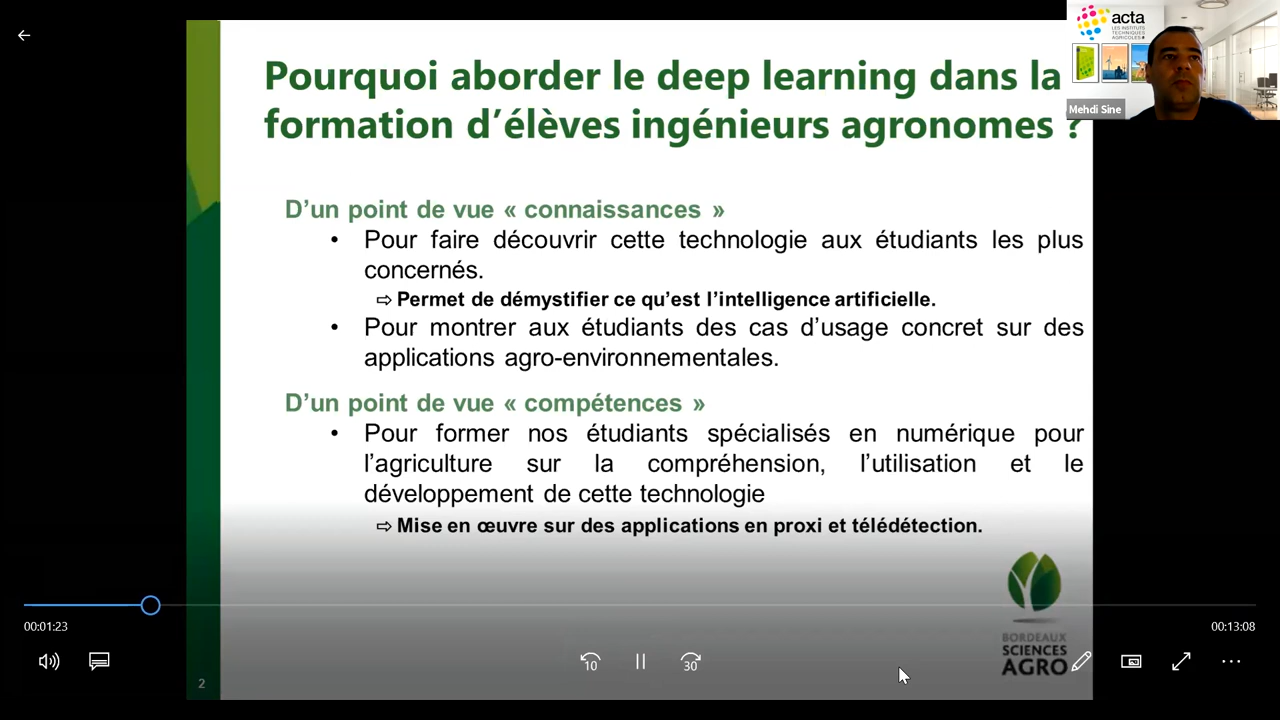 acta
LES INSTITUTS
TECHNIQUES
AGRICOLES
Mehdi Sine
Pourquoi aborder le deep learning dans la
formation d’élèves ingénieurs agronomes ?
D’un point de vue « connaissances »
• Pour faire découvrir cette technologie aux étudiants les plus
concernés.
⇨ Permet de démystifier ce qu’est l’intelligence artificielle.
• Pour montrer aux étudiants des cas d’usage concret sur des
applications agro-environnementales.
D’un point de vue « compétences »
• Pour former nos étudiants spécialisés en numérique pour
l’agriculture sur la compréhension, l’utilisation et le
développement de cette technologie
⇨ Mise en œuvre sur des applications en proxi et télédétection.
00:01:23
00:13:08
10
30
BORDEAUX
SCIENCES
AGRO
2